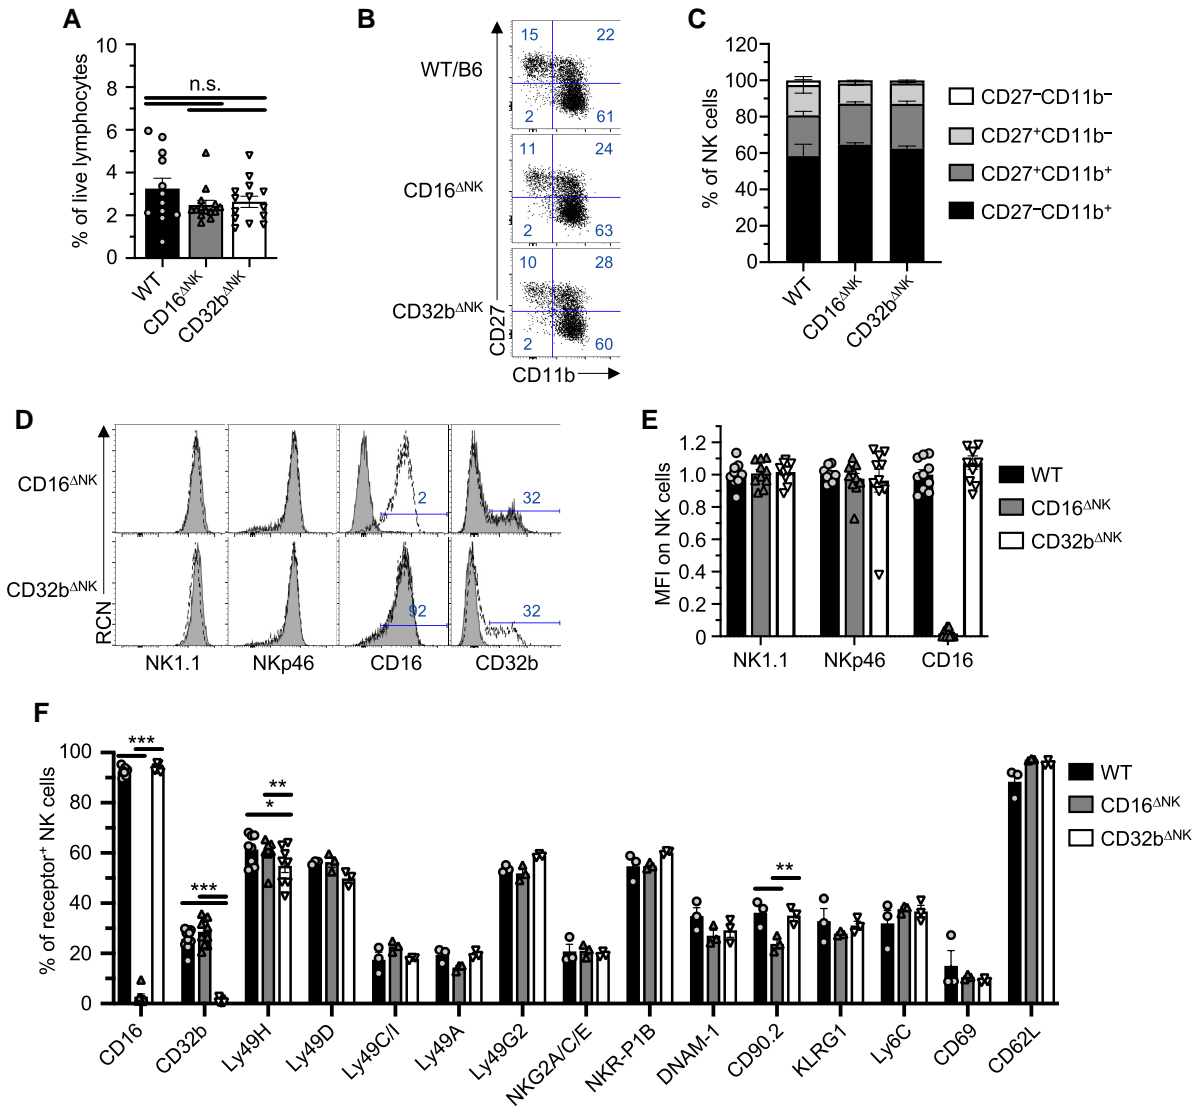 A
% of live lymphocytes
10
8
6
4
2
0
n.s.
WT
CD16ΔNK
CD32bΔNK
B
WT/B6
15 22
2 61
CD16ΔNK
11 24
2 63
CD32bΔNK
10 28
2 60
CD27
CD11b
C
% of NK cells
120
100
80
60
40
20
0
WT
CD16ΔNK
CD32bΔNK
CD27–CD11b–
CD27+CD11b–
CD27+CD11b+
CD27–CD11b+
D
CD16ΔNK
2 32
CD32bΔNK
92 32
RCN
NK1.1 NKp46 CD16 CD32b
E
MFI on NK cells
1.2
1.0
0.8
0.6
0.4
0.2
0
NK1.1 NKp46 CD16
WT
CD16ΔNK
CD32bΔNK
F
% of receptor+ NK cells
100
80
60
40
20
0
***
***
**
*
**
CD16
CD32b
Ly49H
Ly49D
Ly49C/I
Ly49A
Ly49G2
NKG2A/C/E
NKR-P1B
DNAM-1
CD90.2
KLRG1
Ly6C
CD69
CD62L
WT
CD16ΔNK
CD32bΔNK